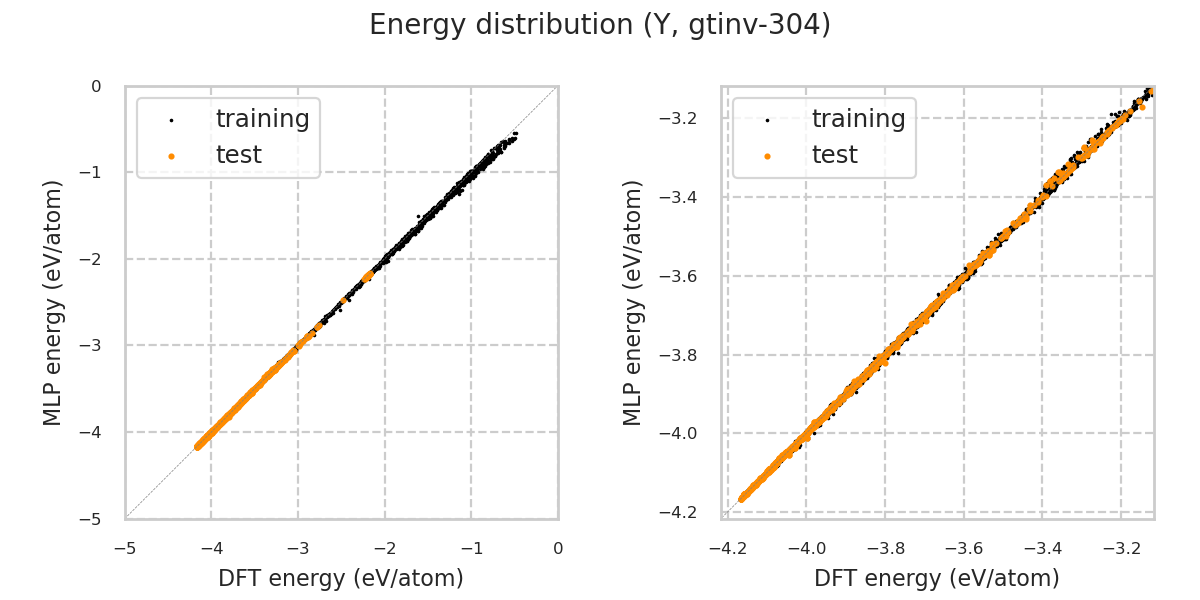 Energy distribution (Y, gtinv-304)
training
test
0
−1
−2
−3
−4
−5
MLP energy (eV/atom)
−5
−4
−3
−2
−1
0
DFT energy (eV/atom)
training
test
−3.2
−3.4
−3.6
−3.8
−4.0
−4.2
MLP energy (eV/atom)
−4.2
−4.0
−3.8
−3.6
−3.4
−3.2
DFT energy (eV/atom)